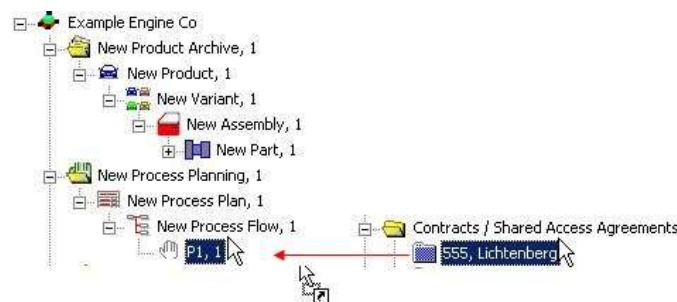 Example Engine Co
New Product Archive, 1
New Product, 1
New Variant, 1
New Assembly, 1
New Part, 1
New Process Planning, 1
New Process Plan, 1
New Process Flow, 1
P1, 1
Contracts / Shared Access Agreements
555, Lichtenberg